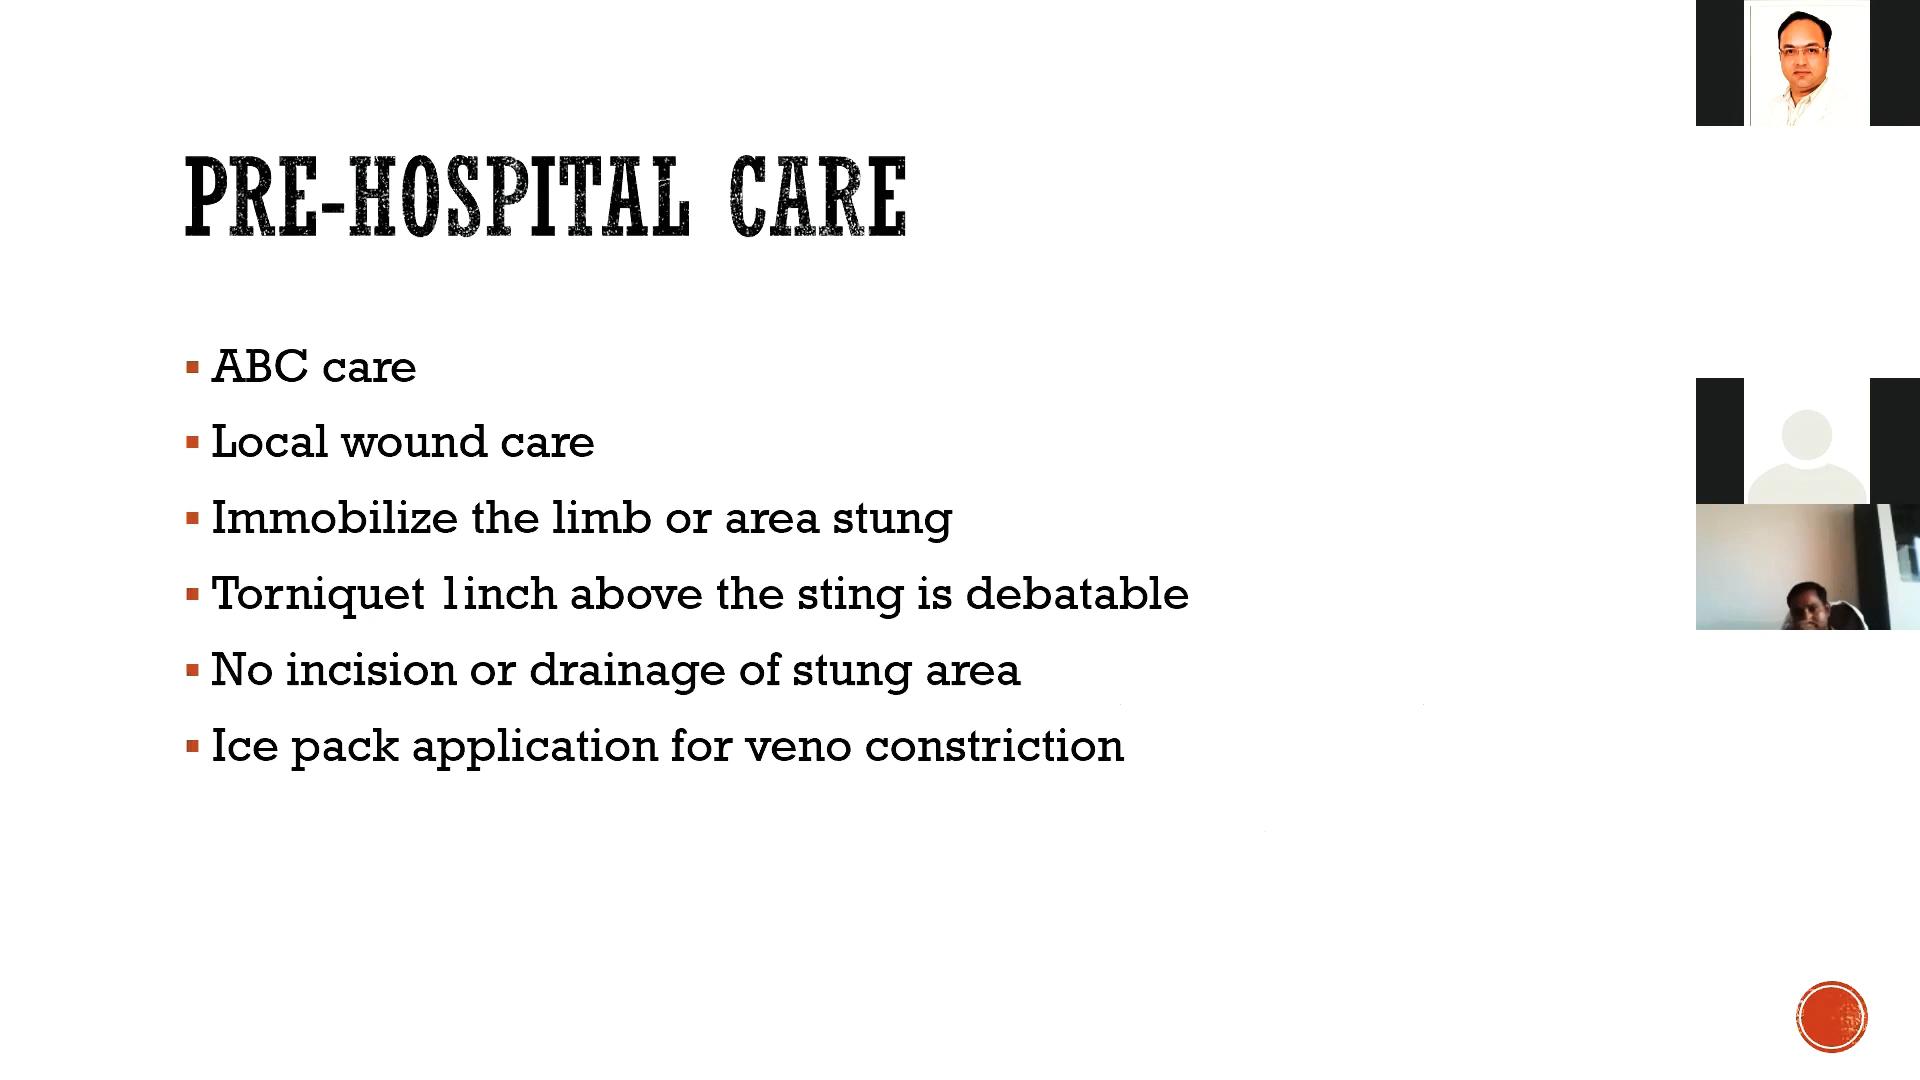 PRE-HOSPITAL CARE
ABC care
Local wound care
Immobilize the limb or area stung
Torniquet 1inch above the sting is debatable
No incision or drainage of stung area
Ice pack application for veno constriction